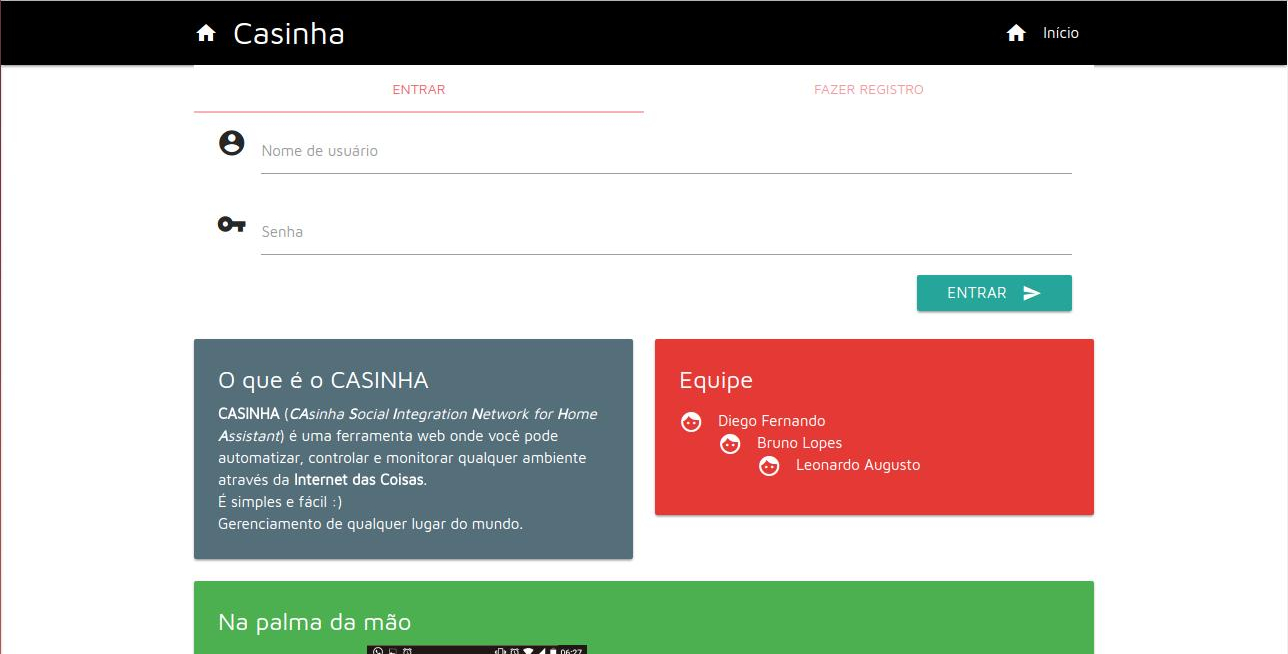 Casinha
Início
ENTRAR
FAZER REGISTRO
Nome de usuário
Senha
ENTRAR
O que é o CASINHA
CASINHA (CAsinha Social Integration Network for Home
Assistant) é uma ferramenta web onde você pode
automatizar, controlar e monitorar qualquer ambiente
através da Internet das Coisas.
É simples e fácil :)
Gerenciamento de qualquer lugar do mundo.
Equipe
Diego Fernando
Bruno Lopes
Leonardo Augusto
Na palma da mão
06:27